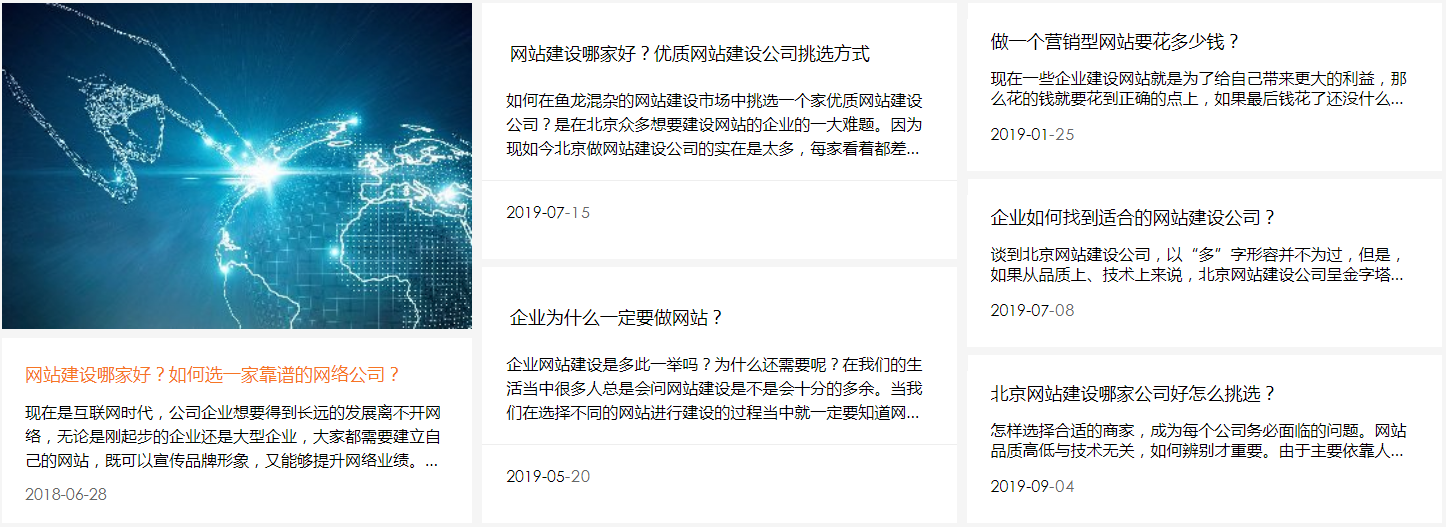 网站建设哪家好？如何选一家靠谱的网络公司？
现在是互联网时代，公司企业想要得到长远的发展离不开网
络，无论是刚起步的企业还是大型企业，大家都需要建立自
己的网站，既可以宣传品牌形象，又能够提升网络业绩。...
2018-06-28
网站建设哪家好？优质网站建设公司挑选方式
如何在鱼龙混杂的网站建设市场中挑选一个家优质网站建设
公司？是在北京众多想要建设网站的企业的一大难题。因为
现如今北京做网站建设公司的实在是太多，每家看着都差...
2019-07-15
企业为什么一定要做网站？
企业网站建设是多此一举吗？为什么还需要呢？在我们的生
活当中很多人总是会问网站建设是不是会十分的多余。当我
们在选择不同的网站进行建设的过程当中就一定要知道网...
2019-05-20
做一个营销型网站要花多少钱？
现在一些企业建设网站就是为了给自己带来更大的利益，那
么花的钱就要花到正确的点上，如果最后钱花了还没什么...
2019-01-25
企业如何找到适合的网站建设公司？
谈到北京网站建设公司，以“多”字形容并不为过，但是，
如果从品质上、技术上来说，北京网站建设公司呈金字塔...
2019-07-08
北京网站建设哪家公司好怎么挑选？
怎样选择合适的商家，成为每个公司务必面临的问题。网站
品质高低与技术无关，如何辨别才重要。由于主要依靠人...
2019-09-04